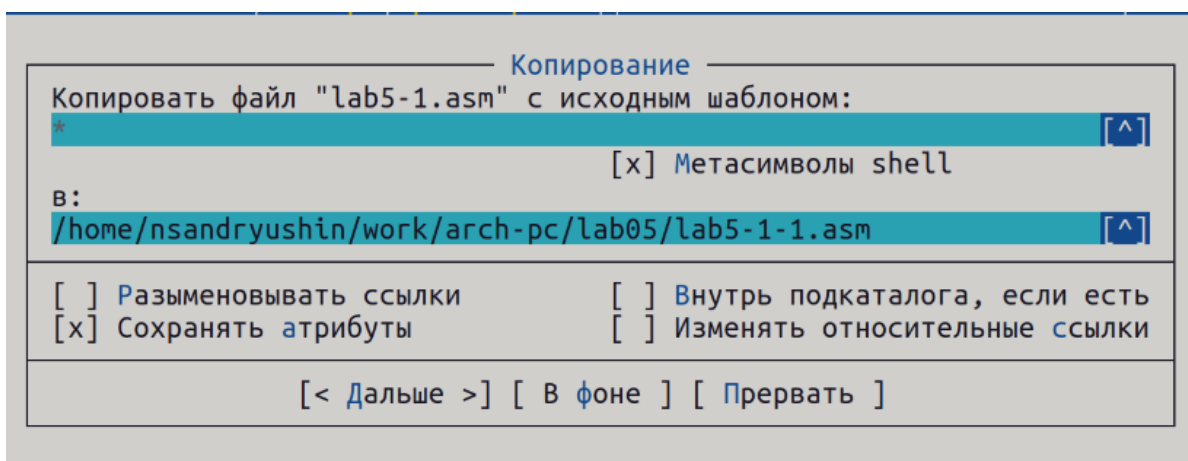 Копирование
Копировать файл "lab5-1.asm" с исходным шаблоном:
* [^]
[x] Метасимволы shell
в:
/home/nsandryushin/work/arch-pc/lab05/lab5-1-1.asm [^]
[ ] Разыменовывать ссылки [ ] Внутрь подкаталога, если есть
[x] Сохранять атрибуты [ ] Изменять относительные ссылки
[< Дальше >] [ В фоне ] [ Прервать ]